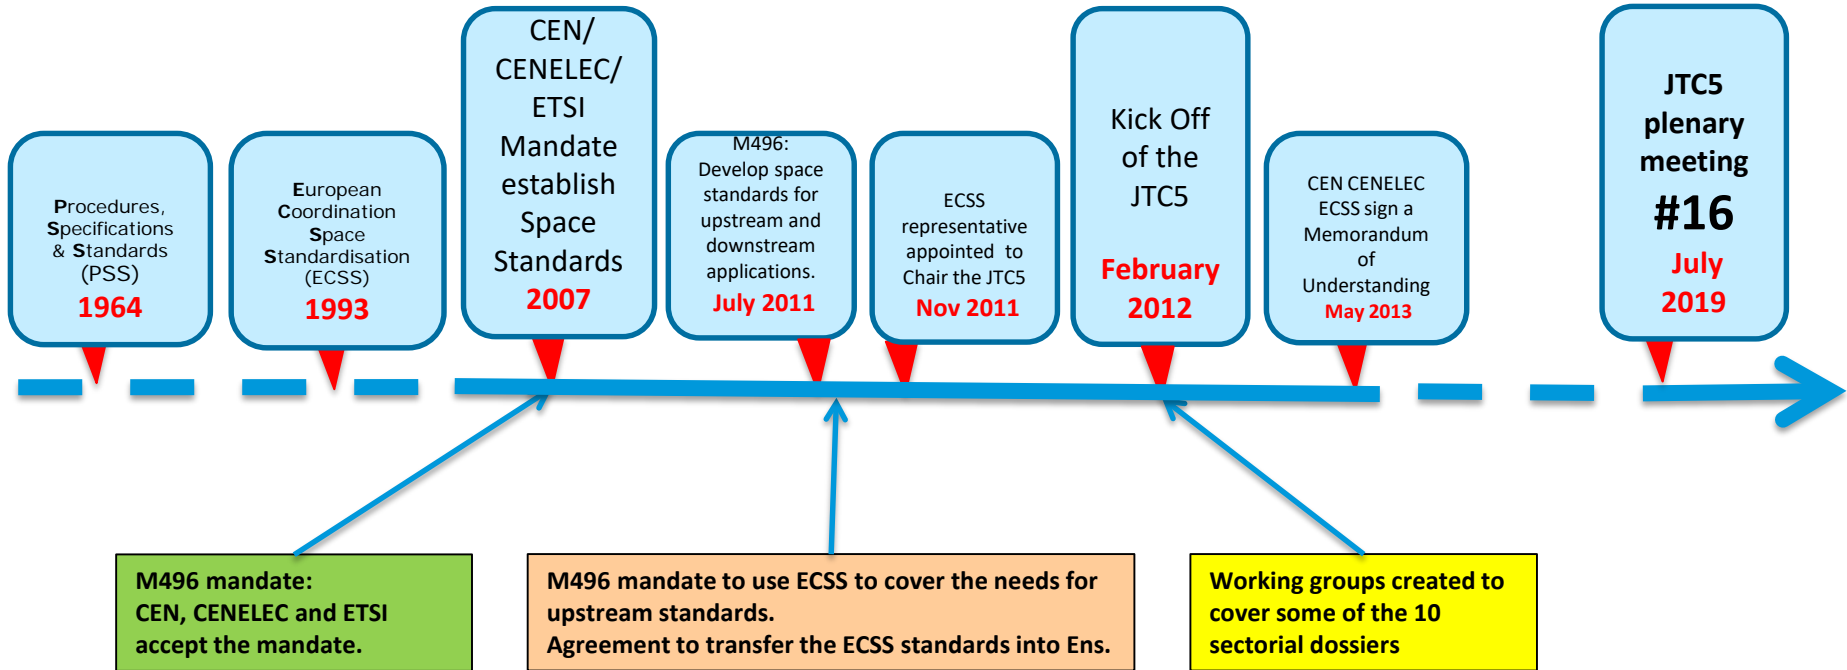 Procedures,
Specifications
& Standards
(PSS)
1964
European
Coordination
Space
Standardisation
(ECSS)
1993
CEN/
CENELEC/
ETSI
Mandate
establish
Space
Standards
2007
M496:
Develop space
standards for
upstream and
downstream
applications.
July 2011
ECSS
representative
appointed to
Chair the JTC5
Nov 2011
Kick Off
of the
JTC5
February
2012
CEN CENELEC
ECSS sign a
Memorandum
of
Understanding
May 2013
JTC5
plenary
meeting
#16
July
2019
M496 mandate:
CEN, CENELEC and ETSI
accept the mandate.
M496 mandate to use ECSS to cover the needs for
upstream standards.
Agreement to transfer the ECSS standards into Ens.
Working groups created to
cover some of the 10
sectorial dossiers